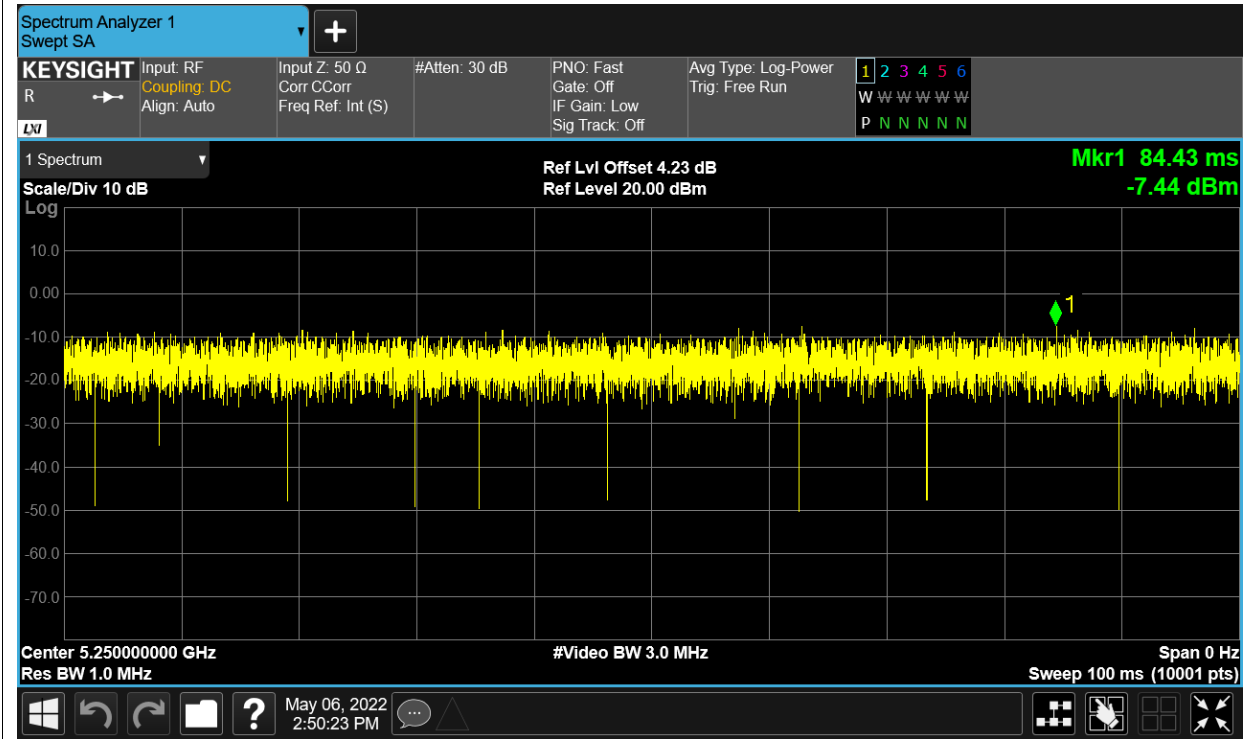 Spectrum Analyzer 1
Swept SA
KEYSIGHT
R
LXI
Input: RF
Coupling: DC
Align: Auto
Input Z: 50 Ω
Corr CCorr
Freq Ref: Int (S)
#Atten: 30 dB
PNO: Fast
Gate: Off
IF Gain: Low
Sig Track: Off
Avg Type: Log-Power
Trig: Free Run
1 2 3 4 5 6
W W W W W W
P N N N N N
1 Spectrum
Scale/Div 10 dB
Log
Ref Lvl Offset 4.23 dB
Ref Level 20.00 dBm
Mkr1 84.43 ms
-7.44 dBm
10.0
0.00
-10.0
-20.0
-30.0
-40.0
-50.0
-60.0
-70.0
1
Center 5.250000000 GHz
Res BW 1.0 MHz
#Video BW 3.0 MHz
Span 0 Hz
Sweep 100 ms (10001 pts)
?
May 06, 2022
2:50:23 PM